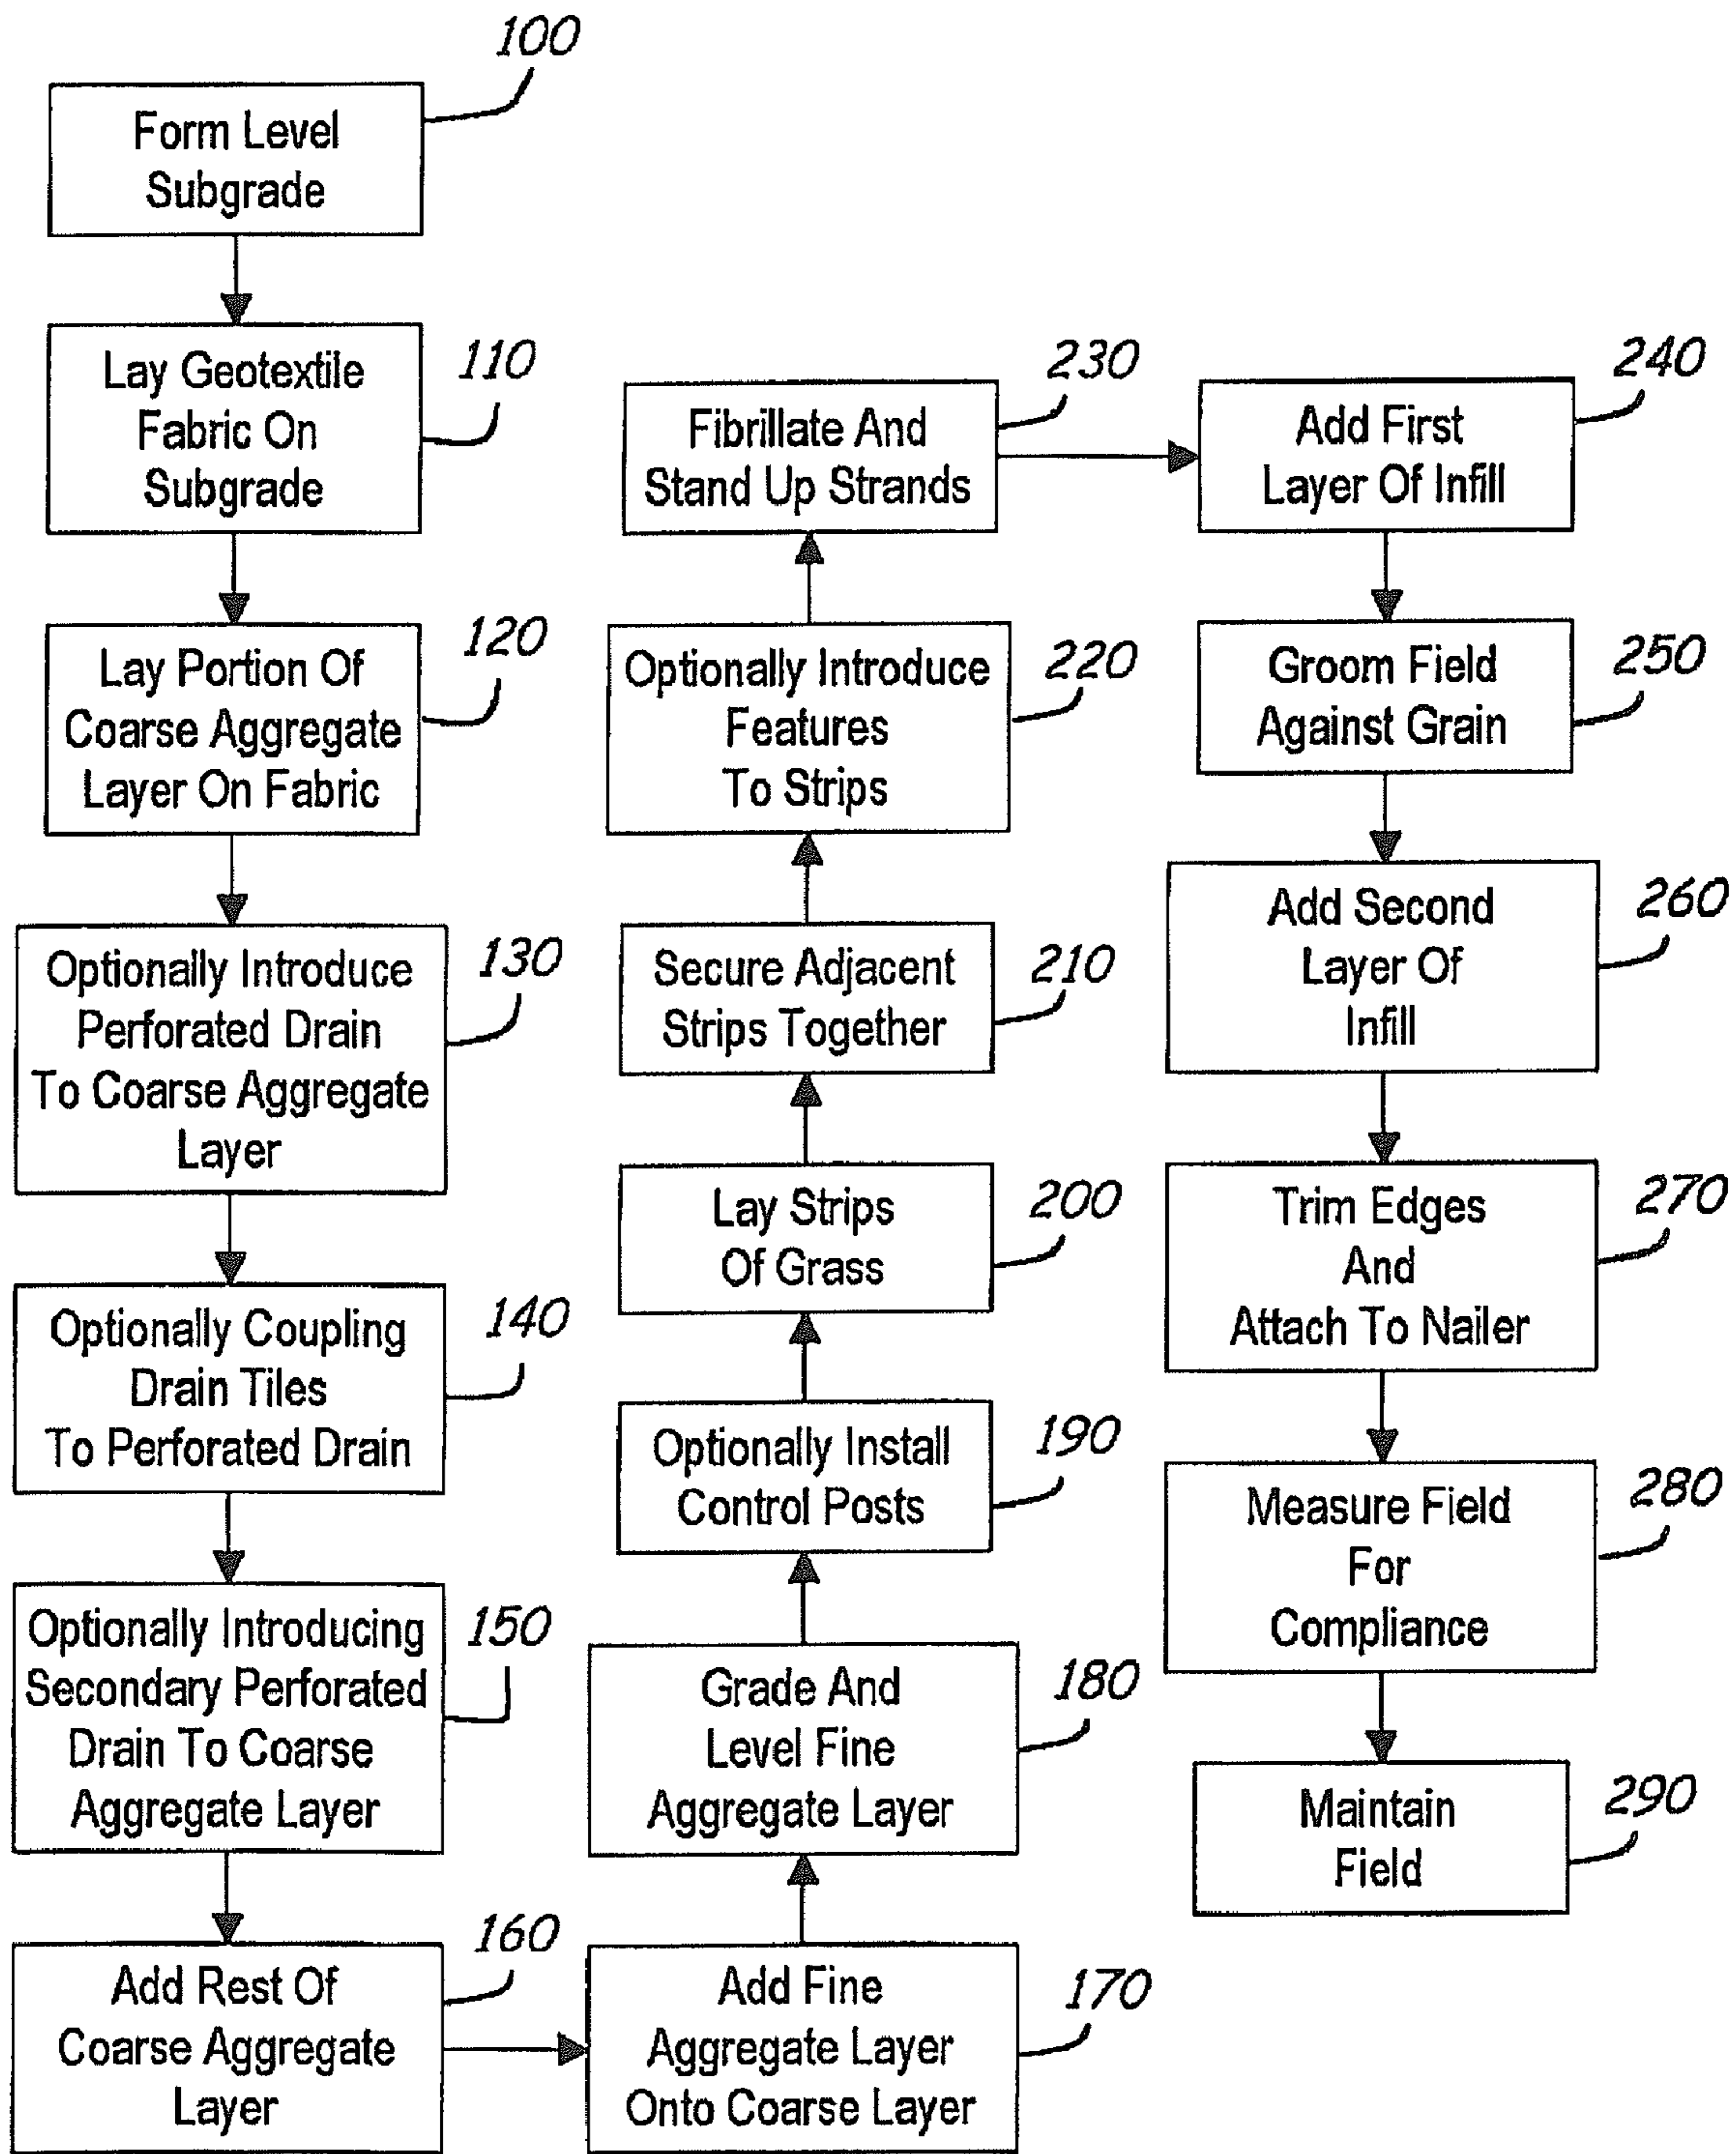 100
Form Level
Subgrade
110
Lay Geotextile
Fabric On
Subgrade
120
Lay Portion Of
Coarse Aggregate
Layer On Fabric
130
Optionally Introduce
Perforated Drain
To Coarse Aggregate
Layer
140
Optionally Coupling
Drain Tiles
To Perforated Drain
150
Optionally Introducing
Secondary Perforated
Drain To Coarse
Aggregate Layer
160
Add Rest Of
Coarse Aggregate
Layer
170
Add Fine
Aggregate Layer
Onto Coarse Layer
180
Grade And
Level Fine
Aggregate Layer
190
Optionally Install
Control Posts
200
Lay Strips
Of Grass
210
Secure Adjacent
Strips Together
220
Optionally Introduce
Features
To Strips
230
Fibrillate And
Stand Up Strands
240
Add First
Layer Of Infill
250
Groom Field
Against Grain
260
Add Second
Layer Of
Infill
270
Trim Edges
And
Attach To Nailer
280
Measure Field
For
Compliance
290
Maintain
Field